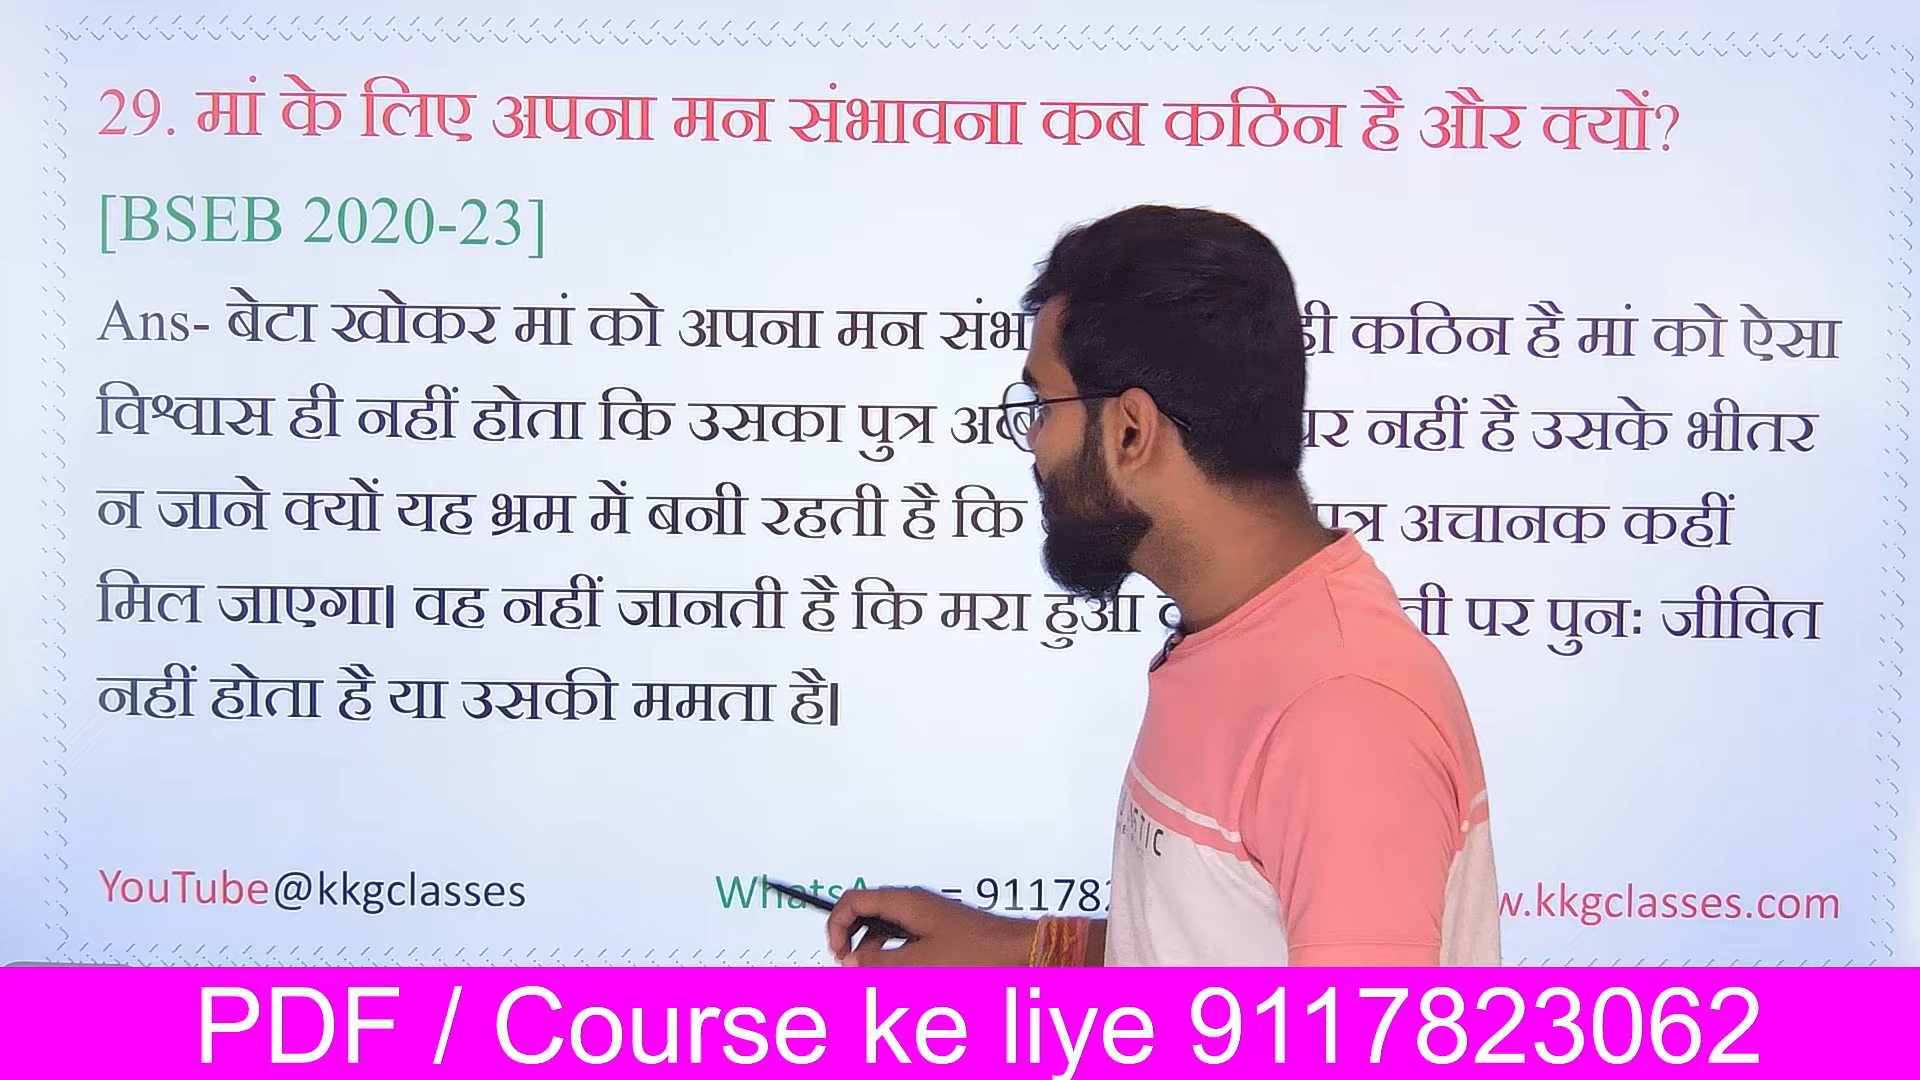 29. मां के लिए अपना मन संभावना कब कठिन है और क्यों?
[BSEB 2020-23]
Ans- बेटा खोकर मां को अपना मन कठिन है मां को ऐसा
विश्वास ही नहीं होता कि उसका पुत्र नहीं है उसके भीतर
न जाने क्यों यह भ्रम में बनी रहती है कि अचानक कहीं
मिल जाएगा। वह नहीं जानती है कि मरा हुआ पर पुनः जीवित
नहीं होता है या उसकी ममता है।
YouTube@kkgclasses = 91178 w.kkgclasses.com
PDF / Course ke liye 9117823062